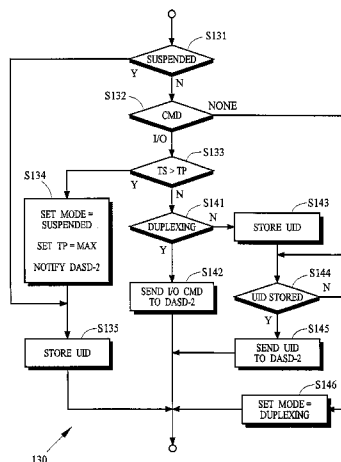 S131
SUSPENDED
Y
N
S132
CMD
NONE
I/O
S133
TS > TP
Y
N
S134
SET MODE =
SUSPENDED
SET TP = MAX
NOTIFY DASD-2
S141
DUPLEXING
N
Y
S143
STORE UID
S142
SEND I/O CMD
TO DASD-2
S144
UID STORED
N
Y
S135
STORE UID
S145
SEND UID
TO DASD-2
S146
SET MODE =
DUPLEXING
130